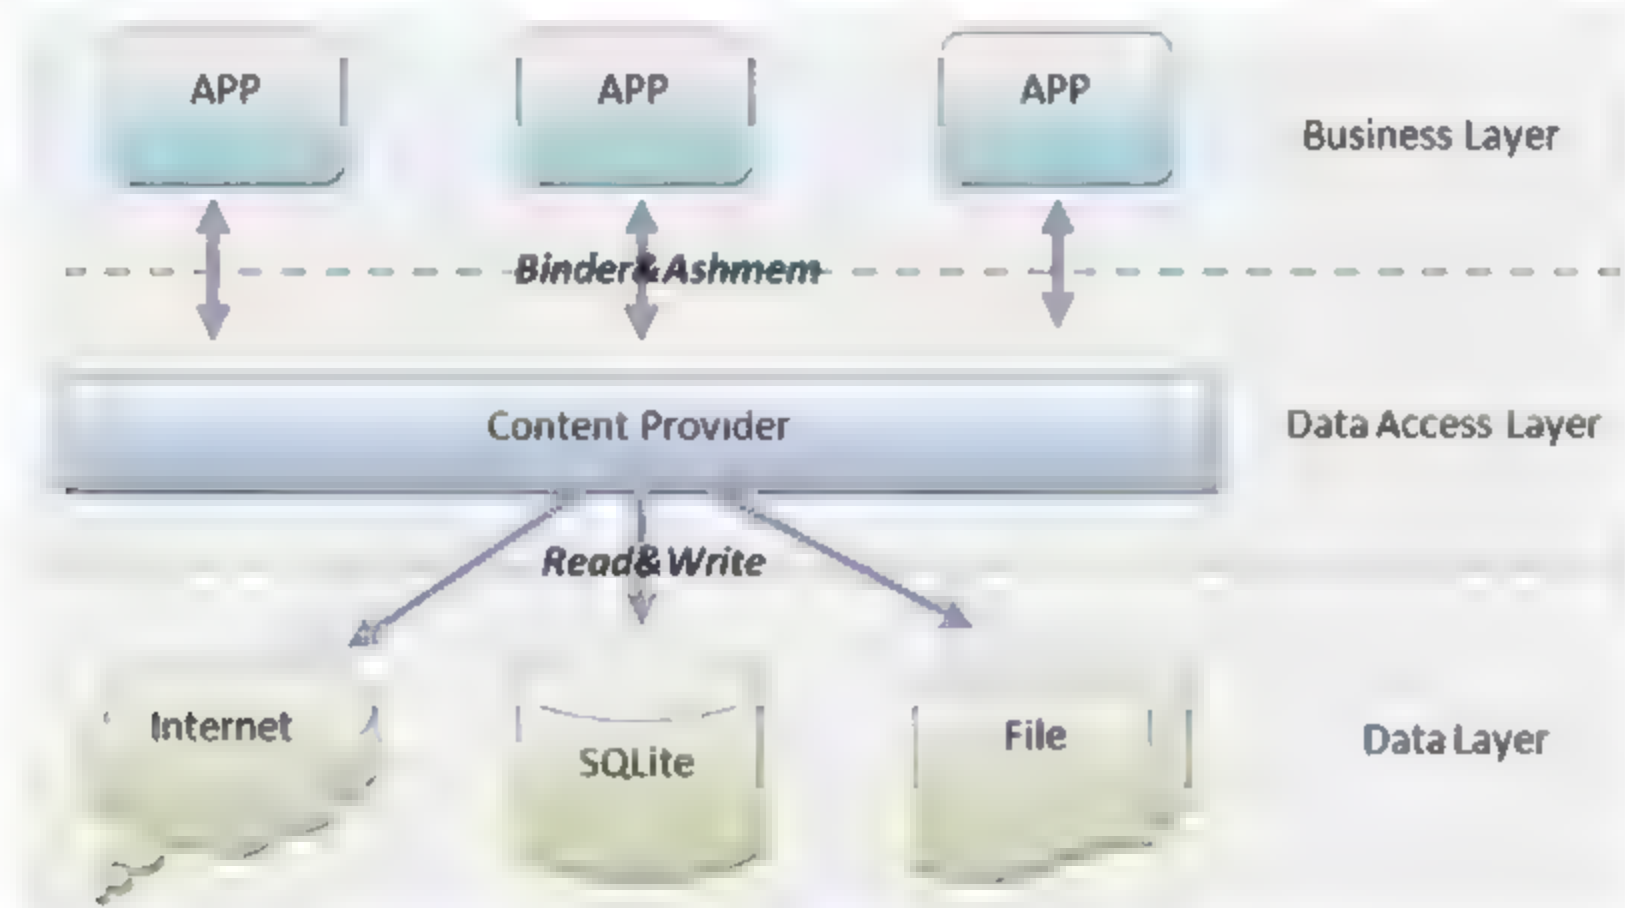 APP APP APP
Business Layer
Binder&Ashmem
Content Provider
Data Access Layer
Read&Write
Internet
SQLite
File
Data Layer